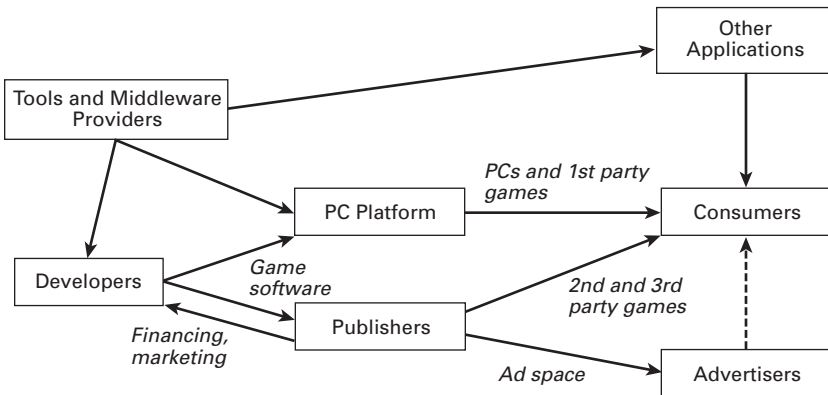 Other
Applications
Tools and Middleware
Providers
PCs and 1st party
games
PC Platform
Consumers
Developers
Game
software
2nd and 3rd
party games
Publishers
Financing,
marketing
Ad space
Advertisers